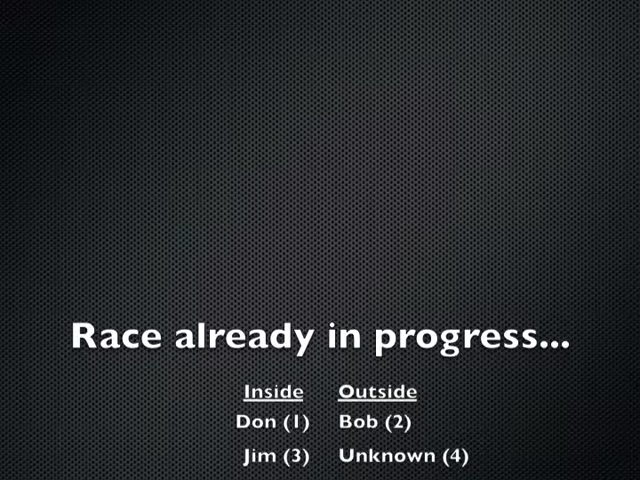 Race already in progress...
Inside Outside
Don (1) Bob (2)
Jim (3) Unknown (4)